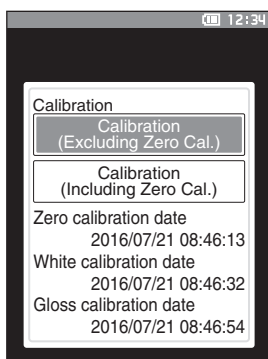 12:34
Calibration
Calibration
(Excluding Zero Cal.)
Calibration
(Including Zero Cal.)
Zero calibration date
2016/07/21 08:46:13
White calibration date
2016/07/21 08:46:32
Gloss calibration date
2016/07/21 08:46:54